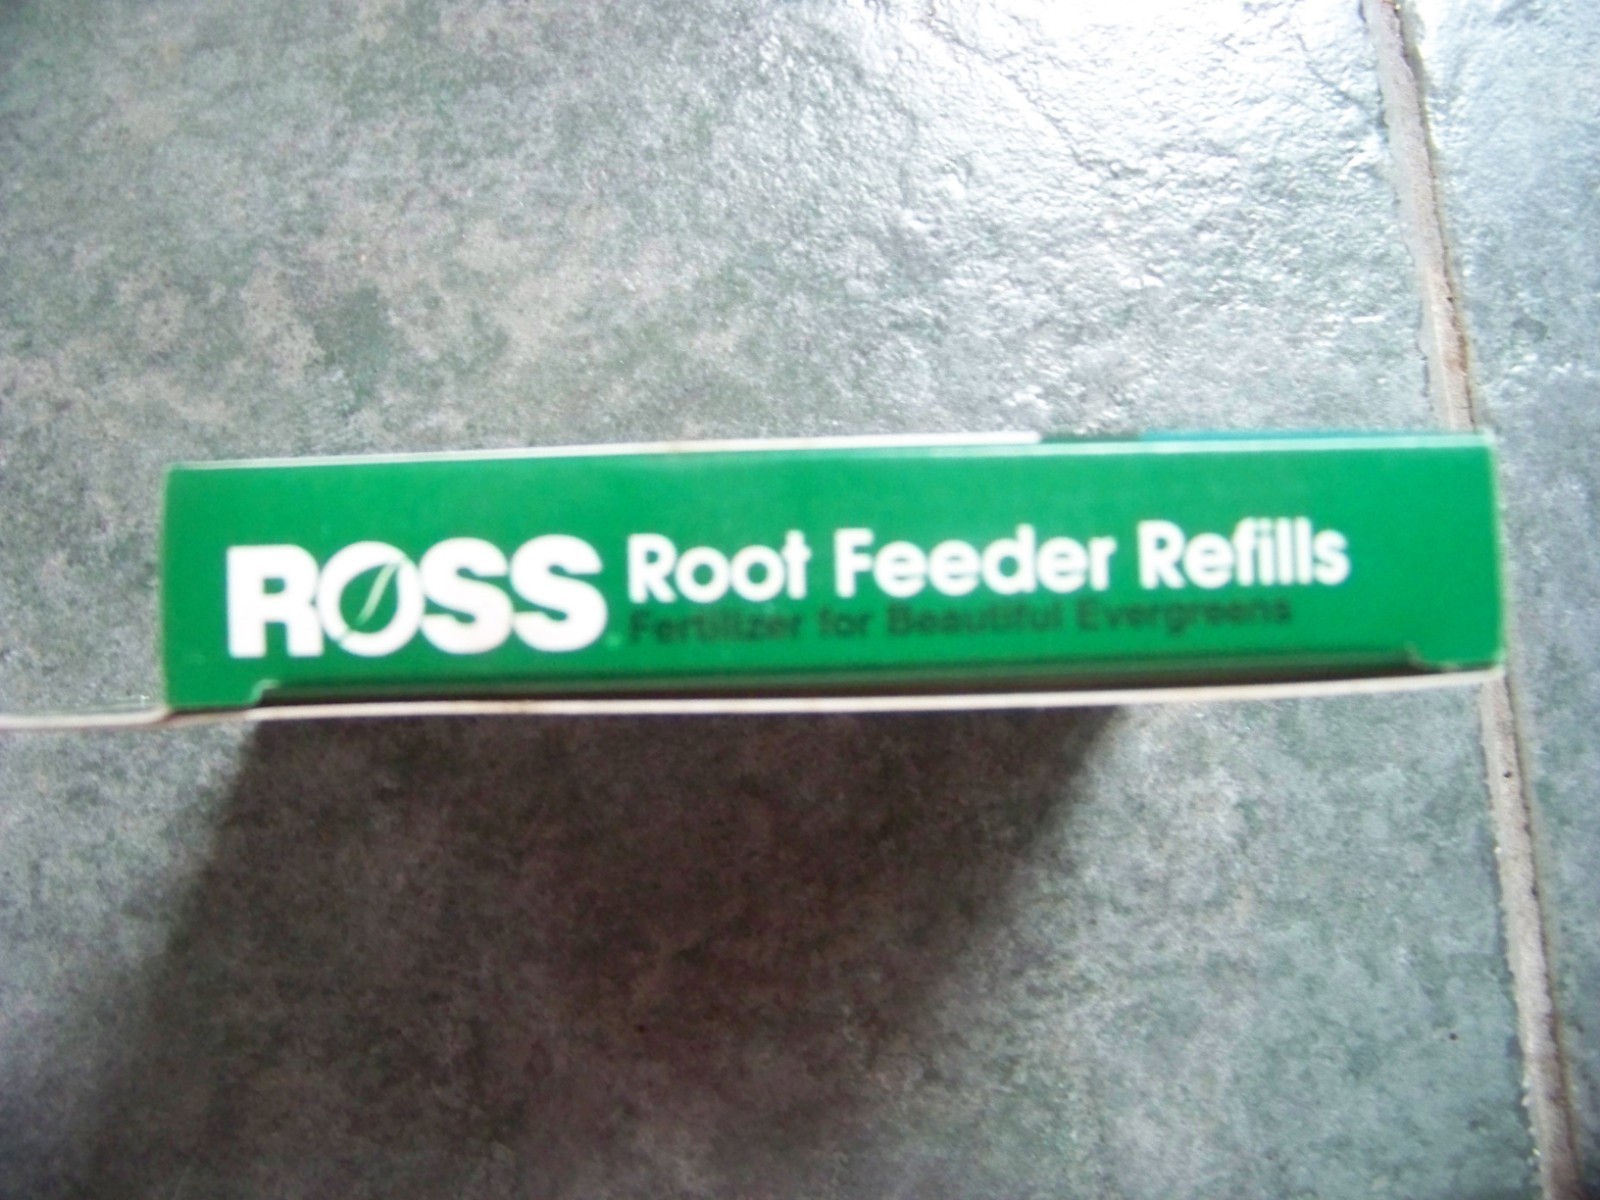 ROSS Root Feeder Refills
Fertilizer for Beautiful Evergreens